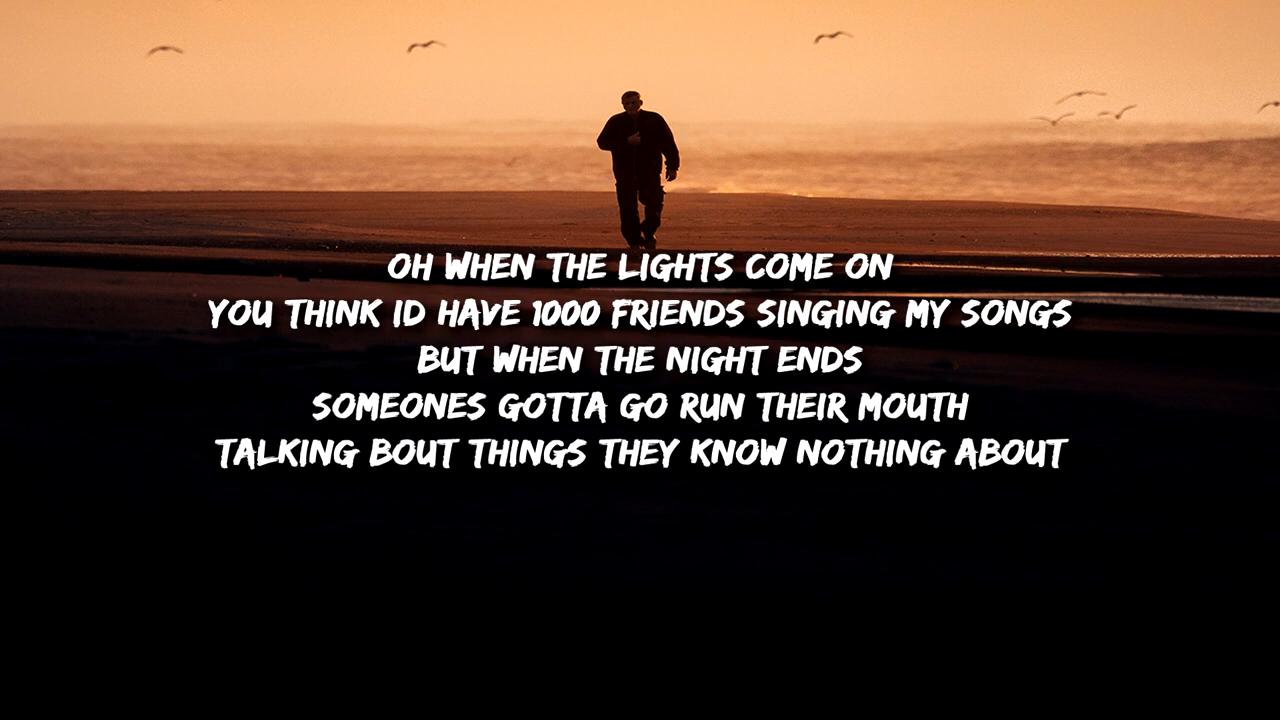 OH WHEN THE LIGHTS COME ON
YOU THINK ID HAVE 1000 FRIENDS SINGING MY SONGS
BUT WHEN THE NIGHT ENDS
SOMEONES GOTTA GO RUN THEIR MOUTH
TALKING BOUT THINGS THEY KNOW NOTHING ABOUT